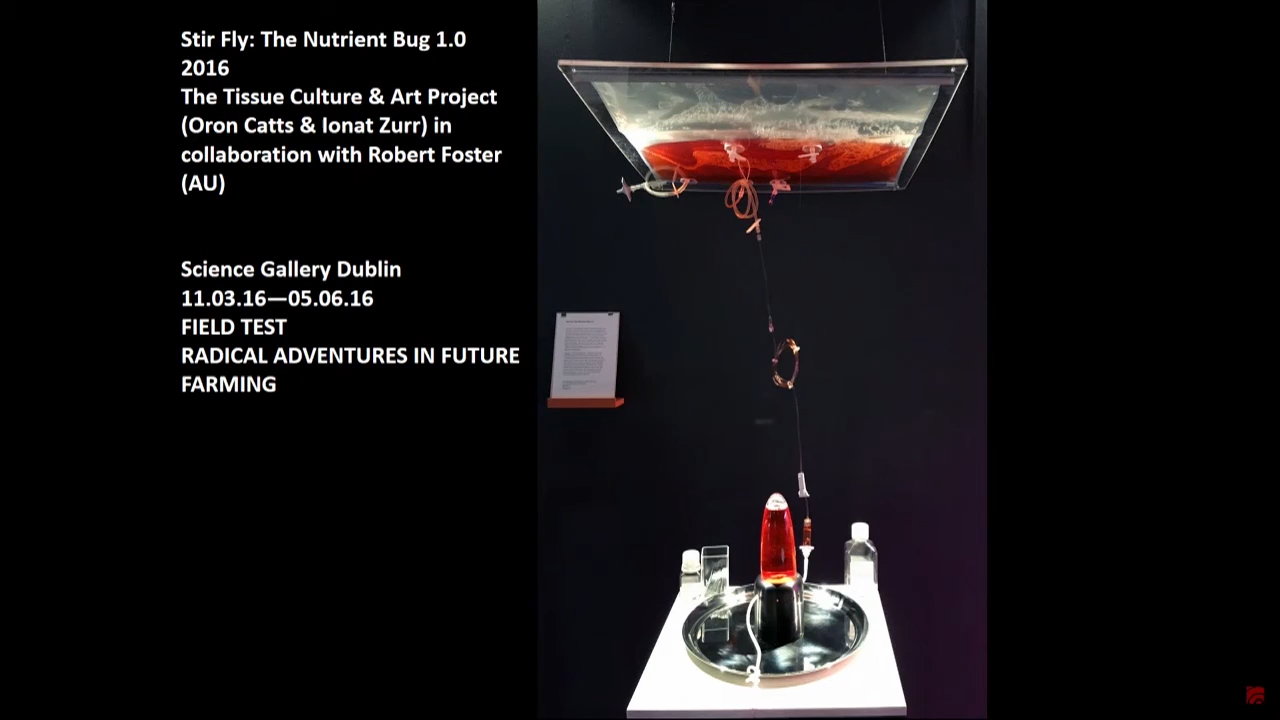 Stir Fly: The Nutrient Bug 1.0
2016
The Tissue Culture & Art Project
(Oron Catts & Ionat Zurr) in
collaboration with Robert Foster
(AU)
Science Gallery Dublin
11.03.16—05.06.16
FIELD TEST
RADICAL ADVENTURES IN FUTURE
FARMING